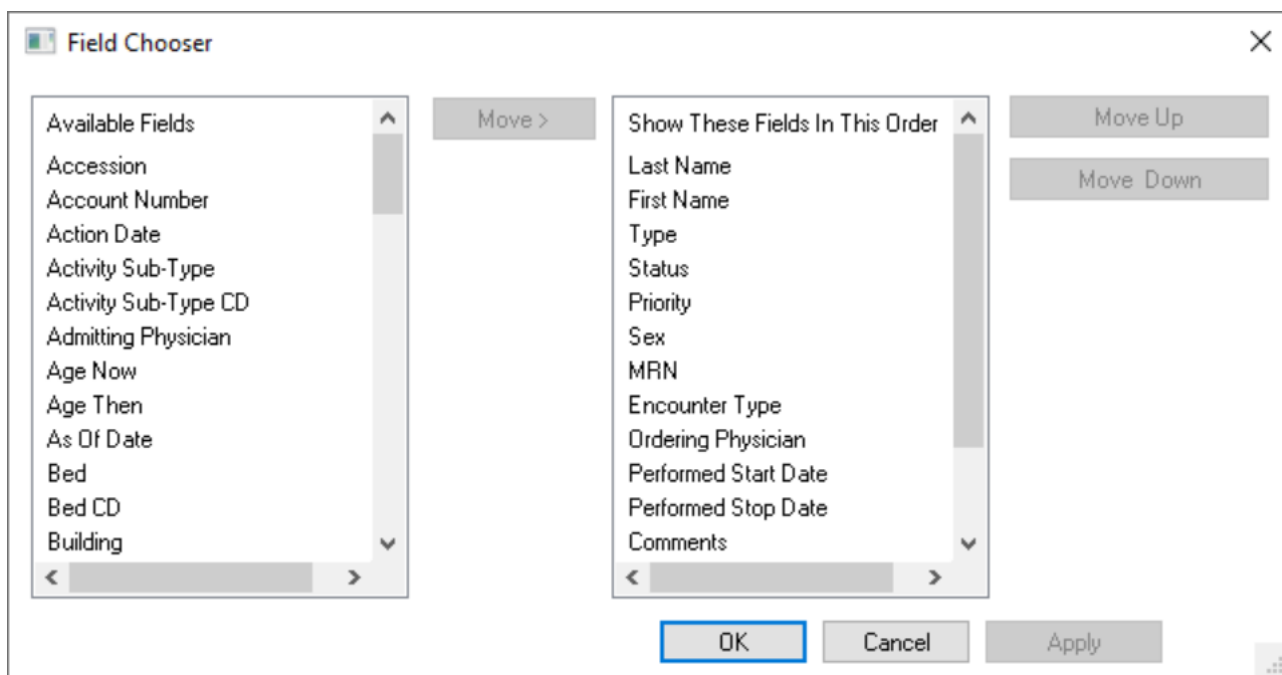 Field Chooser
Available Fields
Accession
Account Number
Action Date
Activity Sub-Type
Activity Sub-Type CD
Admitting Physician
Age Now
Age Then
As Of Date
Bed
Bed CD
Building
Move >
Show These Fields In This Order
Last Name
First Name
Type
Status
Priority
Sex
MRN
Encounter Type
Ordering Physician
Performed Start Date
Performed Stop Date
Comments
Move Up
Move Down
OK
Cancel
Apply